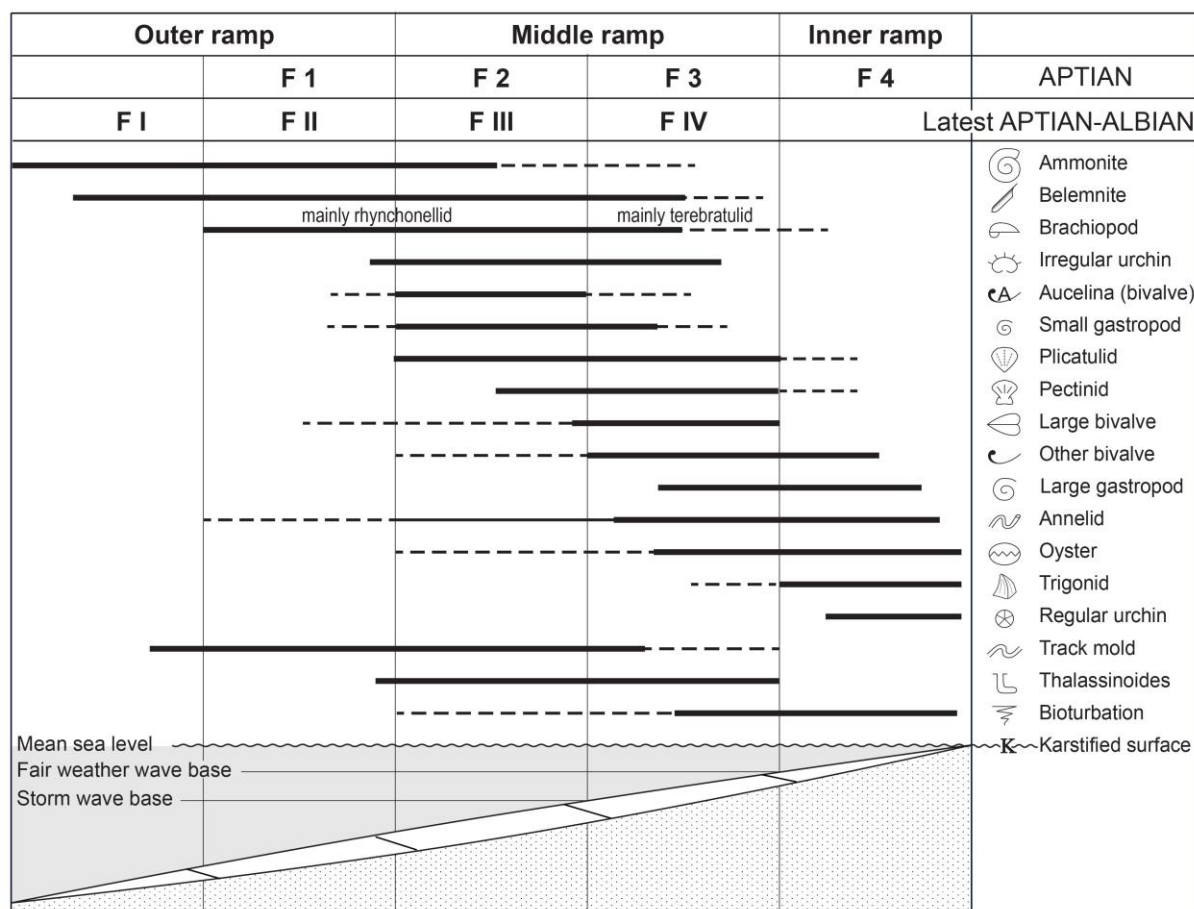 Outer ramp Middle ramp Inner ramp
F 1 F 2 F 3 F 4 APTIAN
F I F II F III F IV Latest APTIAN-ALBIAN
Ammonite
Belmnite
mainly rhynchonellid mainly terebratulid
Brachiopod
Irregular urchin
A Aucelina (bivalve)
Small gastropod
Plicatulid
Pectinid
Large bivalve
Other bivalve
Large gastropod
Annelid
Oyster
Trigonid
Regular urchin
Track mold
Thalassinoides
Bioturbation
Mean sea level K Karstified surface
Fair weather wave base
Storm wave base